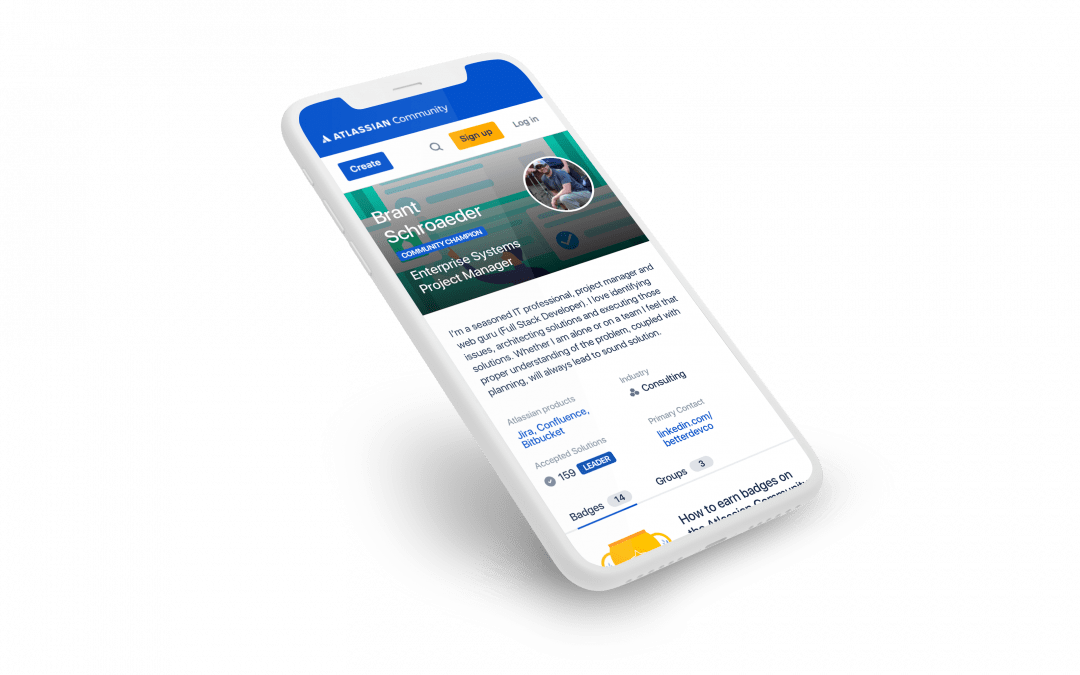 ATLASSIAN Community
Create
Sign up
Log in
Brant
Schroaeder
COMMUNITY CHAMPION
Enterprise Systems
Project Manager
I'm a seasoned IT professional, project manager and
web guru (Full Stack Developer). I love identifying
issues, architecting solutions and executing those
solutions. Whether I am alone or on a team I feel that
proper understanding of the problem, coupled with
planning, will always lead to sound solution.
Atlassian products
Jira, Confluence,
Bitbucket
Industry
Consulting
Accepted Solutions
159 LEADER
Primary Contact
linkedin.com/
betterdevco
Badges 14
Groups 3
How to earn badges on
the Atlassian Community